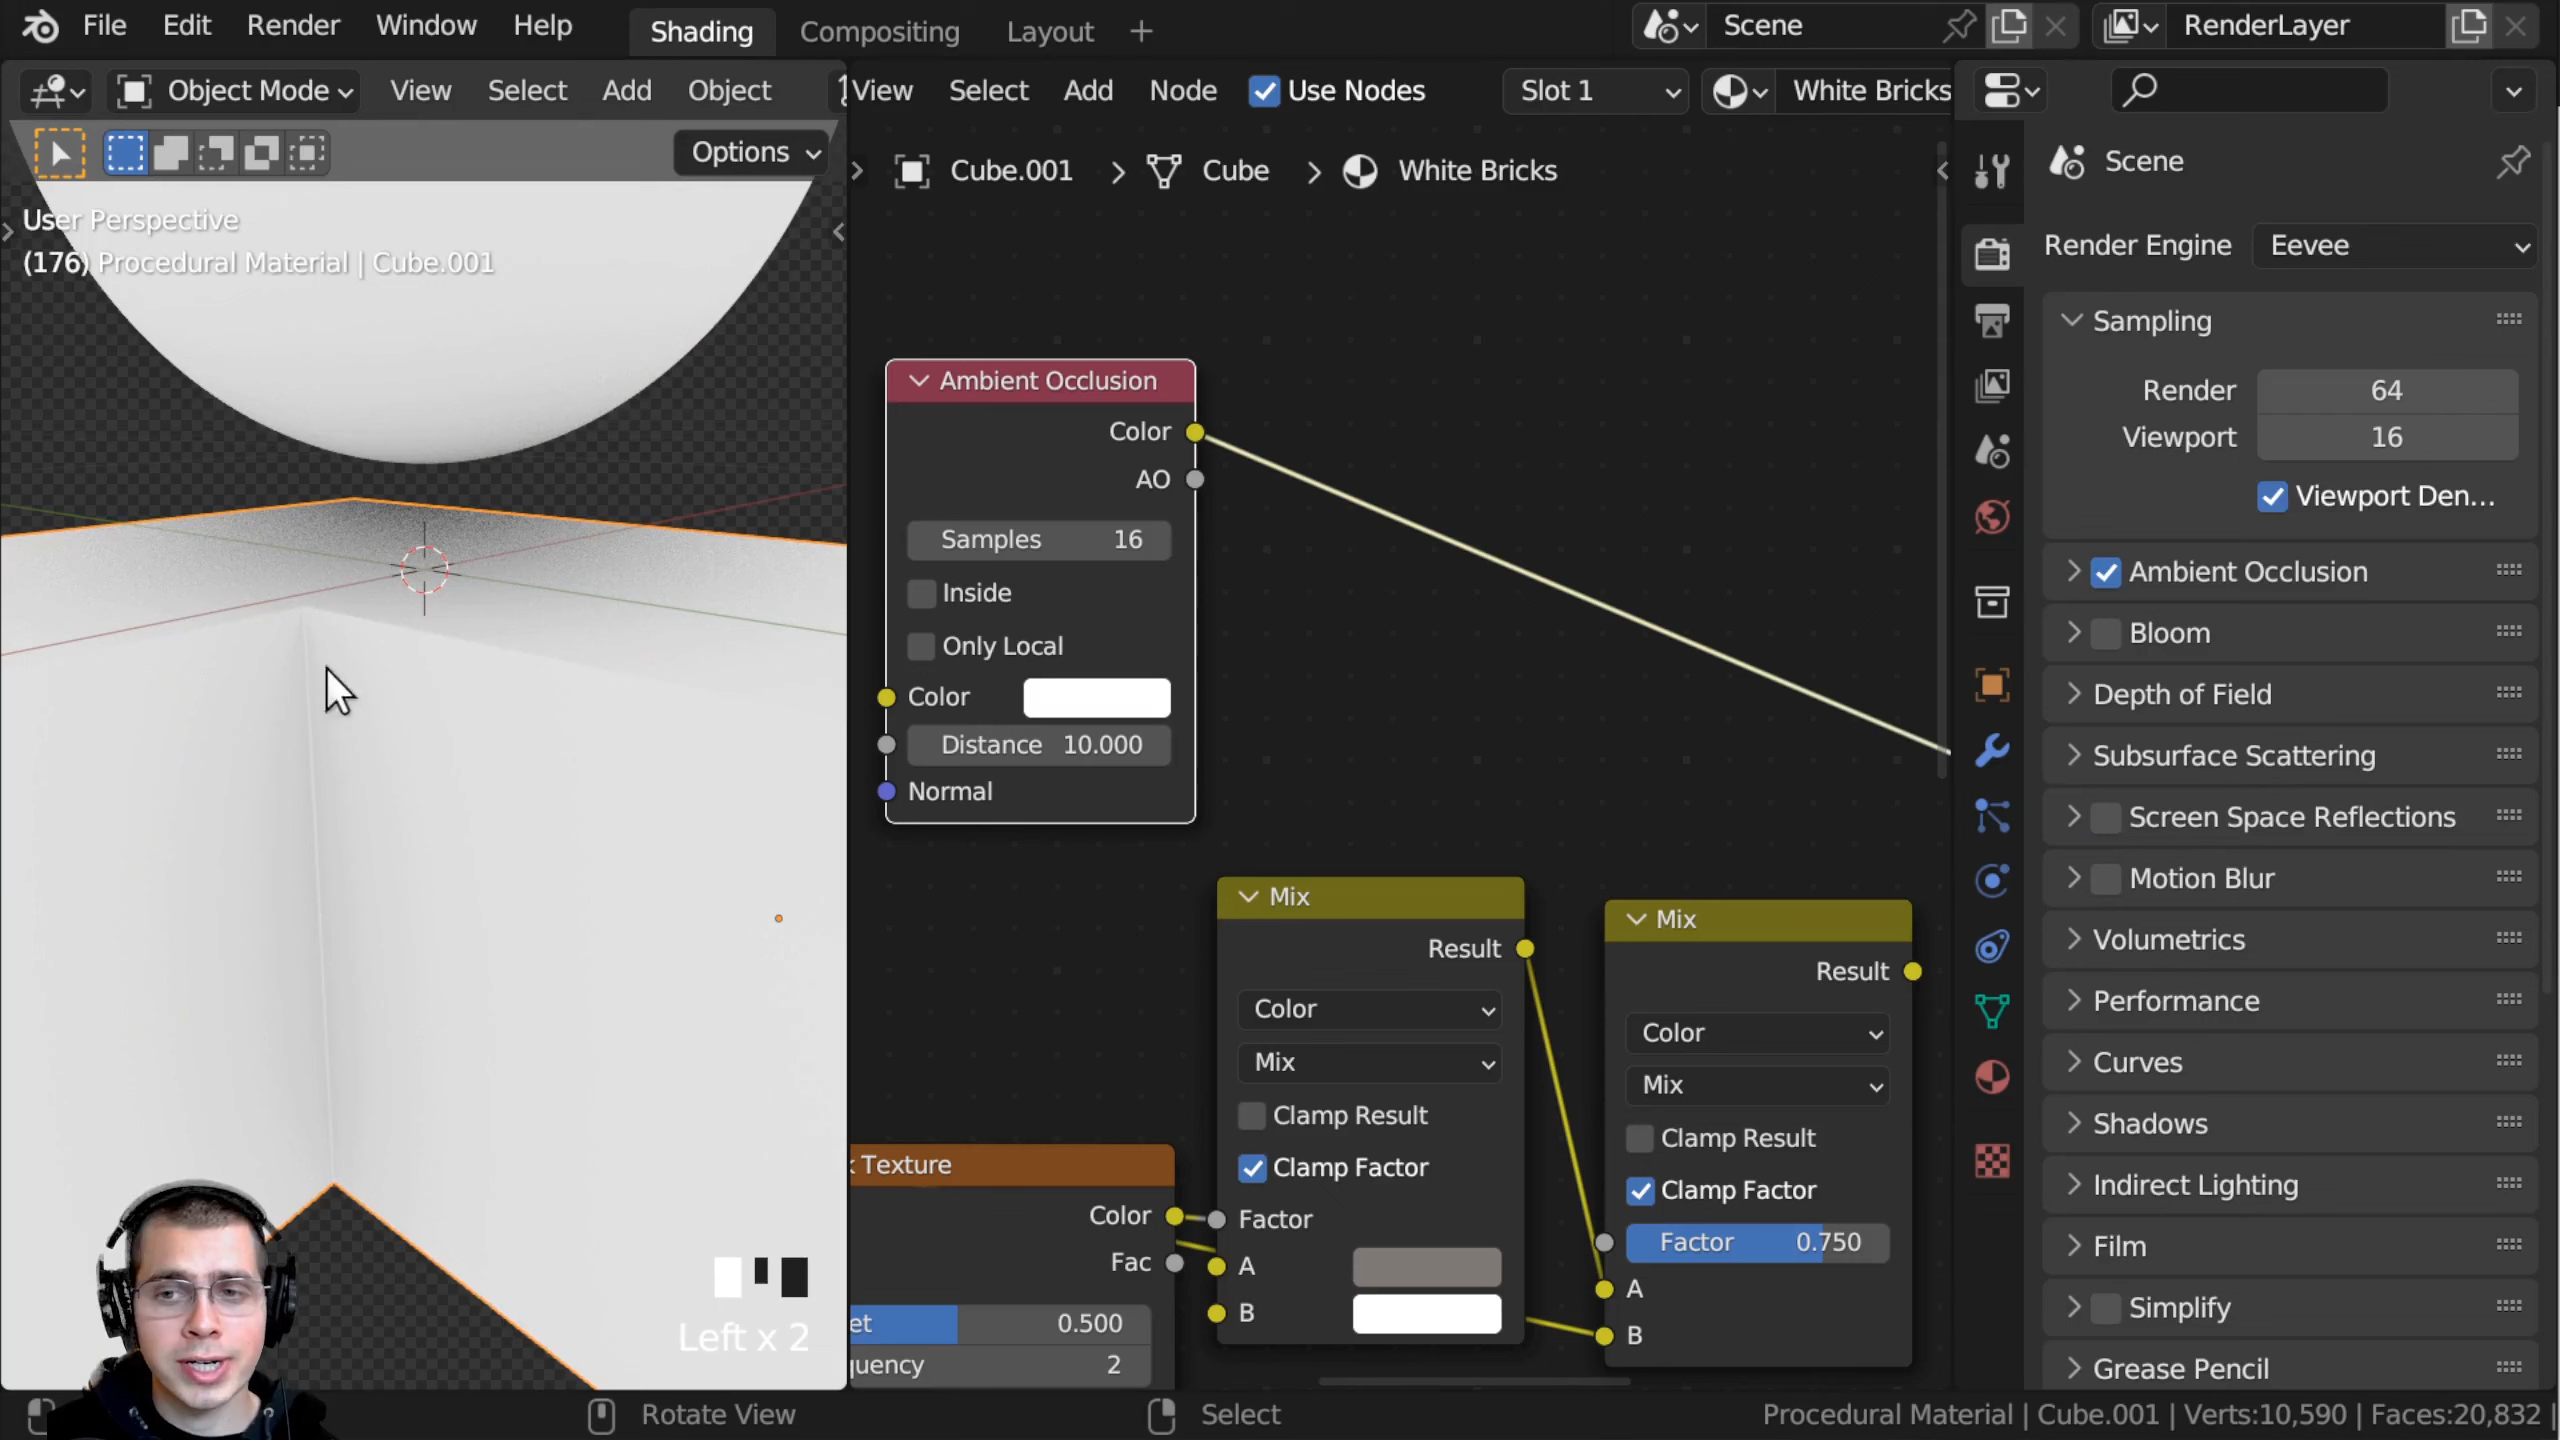 File Edit Render Window Help Shading Compositing Layout + Scene RenderLayer
Object Mode View Select Add Object
View Select Add Node Use Nodes Slot 1 White Bricks
Options
User Perspective
(176) Procedural Material | Cube.001
Cube.001 > Cube > White Bricks
Ambient Occlusion
Color
AO
Samples 16
Inside
Only Local
Color
Distance 10.000
Normal
Mix
Result
Color
Mix
Clamp Result
Clamp Factor
Factor
A
B
Mix
Result
Color
Mix
Clamp Result
Clamp Factor
Factor 0.750
A
B
k Texture
Color
Fac
et 0.500
quency 2
Left x 2
Scene
Render Engine Eevee
Sampling
Render 64
Viewport 16
Viewport Den...
Ambient Occlusion
Bloom
Depth of Field
Subsurface Scattering
Screen Space Reflections
Motion Blur
Volumetrics
Performance
Curves
Shadows
Indirect Lighting
Film
Simplify
Grease Pencil
Rotate View Select Procedural Material | Cube.001 | Verts:10,590 | Faces:20,832 |